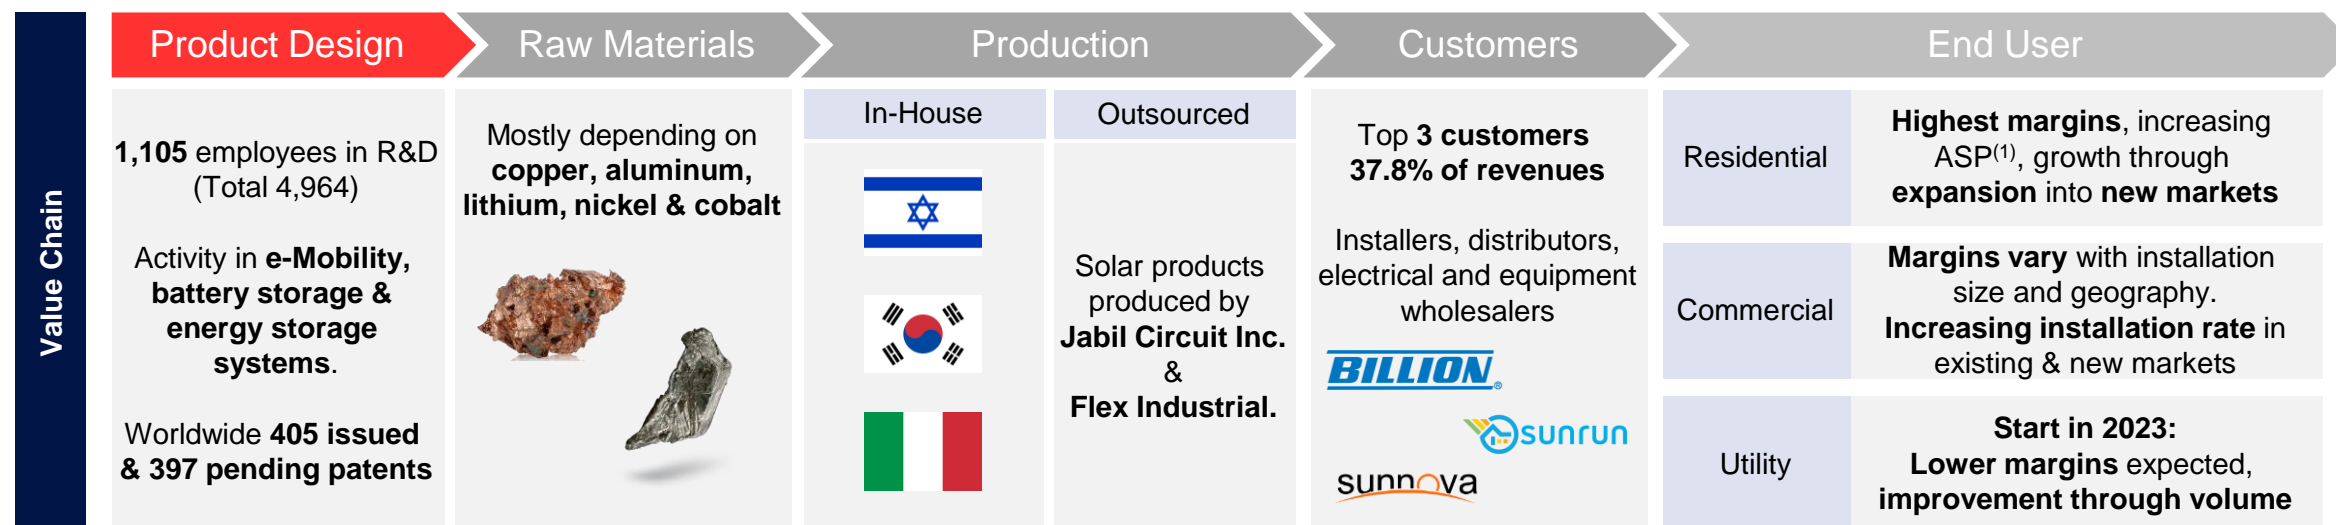 Value Chain
Product Design
1,105 employees in R&D
(Total 4,964)
Activity in e-Mobility,
battery storage &
energy storage
systems.
Worldwide 405 issued
& 397 pending patents
Raw Materials
Mostly depending on
copper, aluminum,
lithium, nickel & cobalt
Production
In-House
Outsourced
Solar products
produced by
Jabil Circuit Inc.
&
Flex Industrial.
Customers
Top 3 customers
37.8% of revenues
Installers, distributors,
electrical and equipment
wholesalers
BILLION®
sunrun
sunnova
End User
Residential
Highest margins, increasing
ASP(1), growth through
expansion into new markets
Commercial
Margins vary with installation
size and geography.
Increasing installation rate in
existing & new markets
Utility
Start in 2023:
Lower margins expected,
improvement through volume